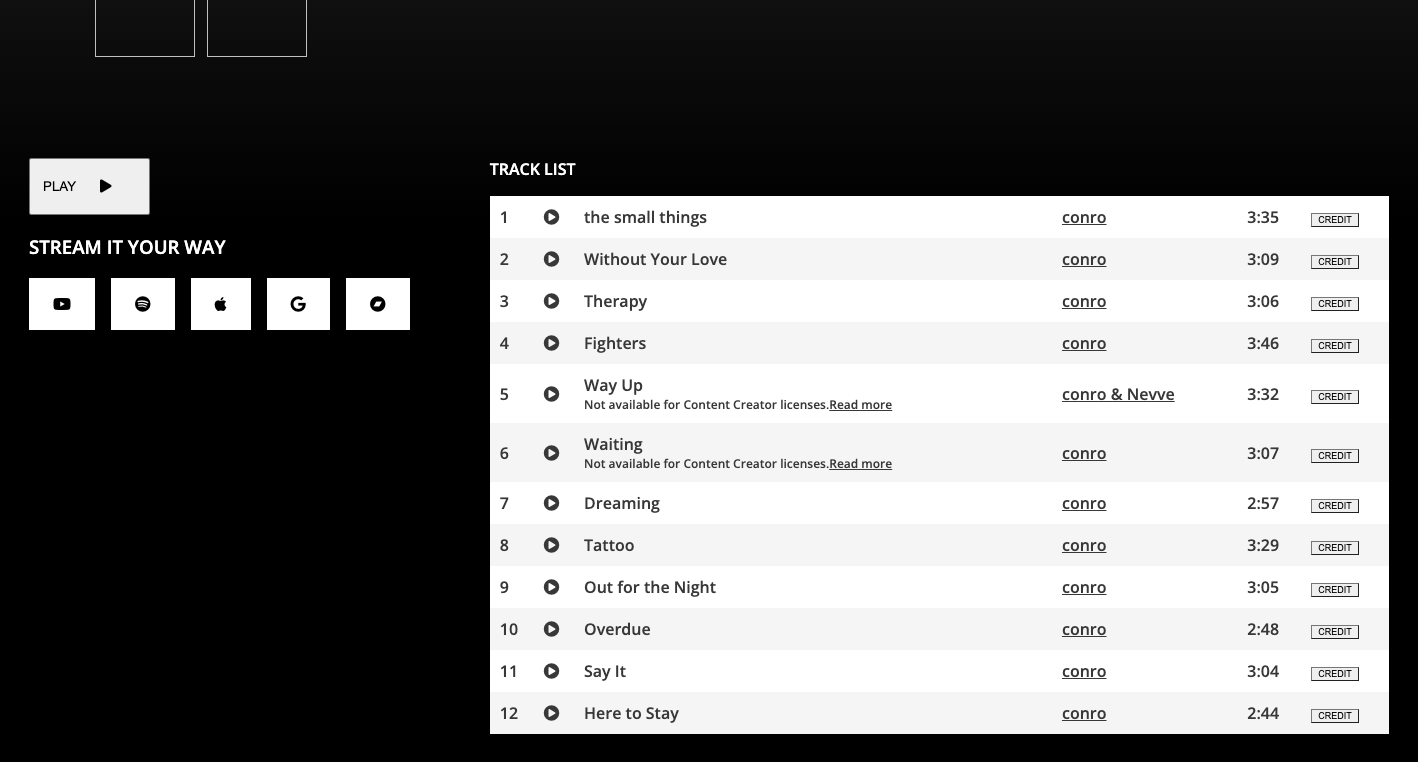 PLAY
STREAM IT YOUR WAY
TRACK LIST
1 the small things conro 3:35 CREDIT
2 Without Your Love conro 3:09 CREDIT
3 Therapy conro 3:06 CREDIT
4 Fighters conro 3:46 CREDIT
5 Way Up conro & Nevve 3:32 CREDIT
Not available for Content Creator licenses.Read more
6 Waiting conro 3:07 CREDIT
Not available for Content Creator licenses.Read more
7 Dreaming conro 2:57 CREDIT
8 Tattoo conro 3:29 CREDIT
9 Out for the Night conro 3:05 CREDIT
10 Overdue conro 2:48 CREDIT
11 Say It conro 3:04 CREDIT
12 Here to Stay conro 2:44 CREDIT